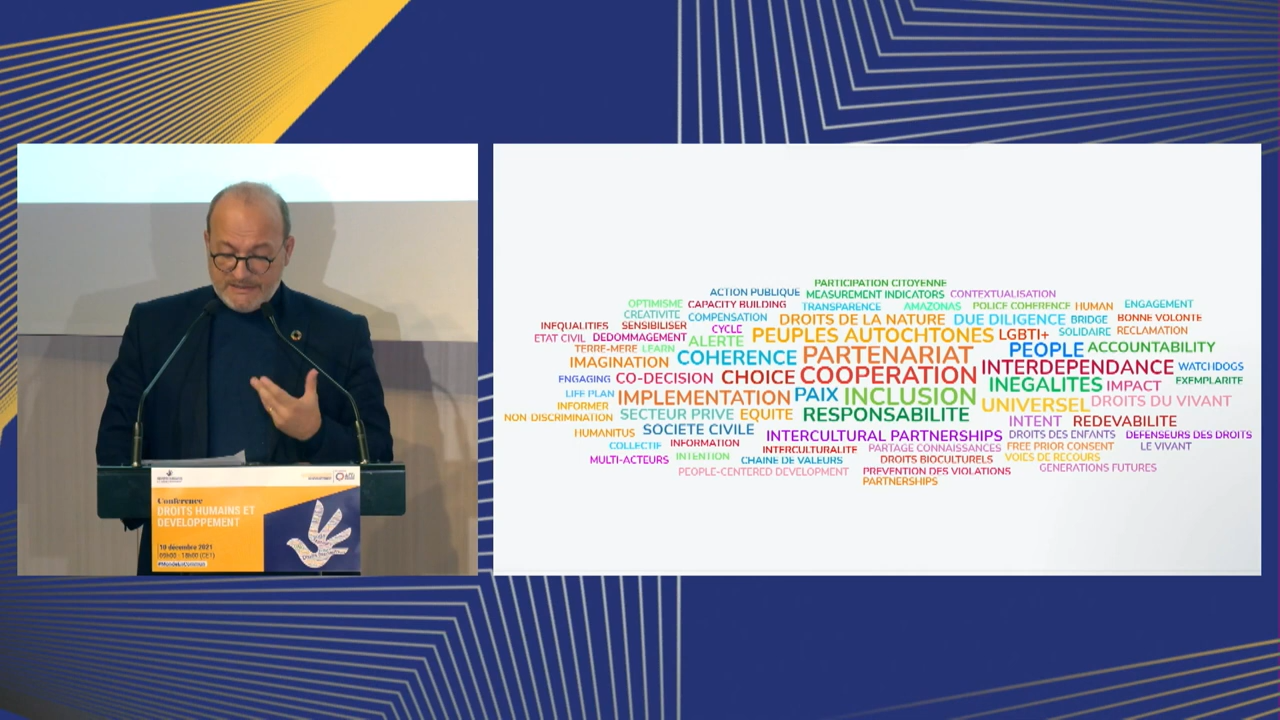 Conférence
DROITS HUMAINS ET
DEVELOPPEMENT
10 décembre 2021
09h00 - 18h00 (CET)
PARTICIPATION CITOYENNE
ACTION PUBLIQUE MEASUREMENT INDICATORS CONTEXTUALISATION
OPTIMISME CAPACITY BUILDING TRANSPARENCE AMAZONAS POLICE COHERENCE HUMAN ENGAGEMENT
CREATIVITE COMPENSATION DROITS DE LA NATURE DUE DILIGENCE BRIDGE BONNE VOLONTE
INEQUALITIES SENSIBILISER CYCLE PEUPLES AUTOCHTONES LGBTI+ SOLIDAIRE RECLAMATION
ETAT CIVIL DEDOMMAGEMENT ALERTE
TERRE-MERE LEARN COHERENCE PARTENARIAT PEOPLE ACCOUNTABILITY
IMAGINATION INTERDEPENDANCE WATCHDOGS
ENGAGING CO-DECISION CHOICE COOPERATION INEGALITES IMPACT EXEMPLARITE
LIFE PLAN IMPLEMENTATION PAIX INCLUSION UNIVERSEL DROITS DU VIVANT
INFORMER
NON-DISCRIMINATION SECTEUR PRIVE EQUITE RESPONSABILITE INTENT REDEVABILITE
HUMANITUS SOCIETE CIVILE INTERCULTURAL PARTNERSHIPS DROITS DES ENFANTS DEFENSEURS DES DROITS
COLLECTIF INFORMATION INTERCULTURALITE PARTAGE CONNAISSANCES FREE PRIOR CONSENT LE VIVANT
MULTI-ACTEURS INTENTION CHAINE DE VALEURS DROITS BIOCULTURELS VOIES DE RECOURS
PEOPLE-CENTERED DEVELOPMENT PREVENTION DES VIOLATIONS GENERATIONS FUTURES
PARTNERSHIPS